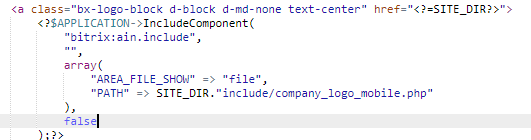 <a class="bx-logo-block d-block d-md-none text-center" href="<?=SITE_DIR?>">
<?$APPLICATION->IncludeComponent(
"bitrix:ain.include",
"",
array(
"AREA_FILE_SHOW" => "file",
"PATH" => SITE_DIR."include/company_logo_mobile.php"
),
false
);?>